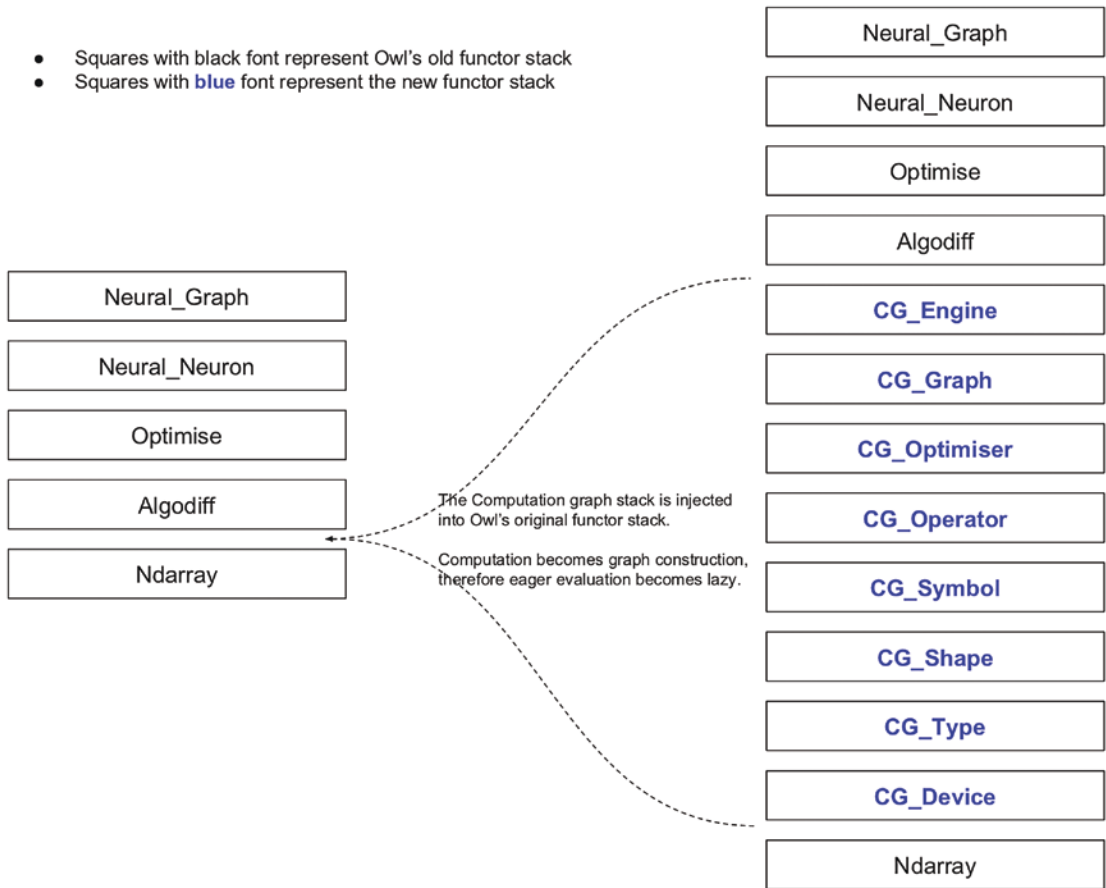 ● Squares with black font represent Owl's old functor stack
● Squares with blue font represent the new functor stack
Neural_Graph
Neural_Neuron
Optimise
Algodiff
Ndarray
The Computation graph stack is injected
into Owl's original functor stack.
Computation becomes graph construction,
therefore eager evaluation becomes lazy.
Neural_Graph
Neural_Neuron
Optimise
Algodiff
CG_Engine
CG_Graph
CG_Optimiser
CG_Operator
CG_Symbol
CG_Shape
CG_Type
CG_Device
Ndarray